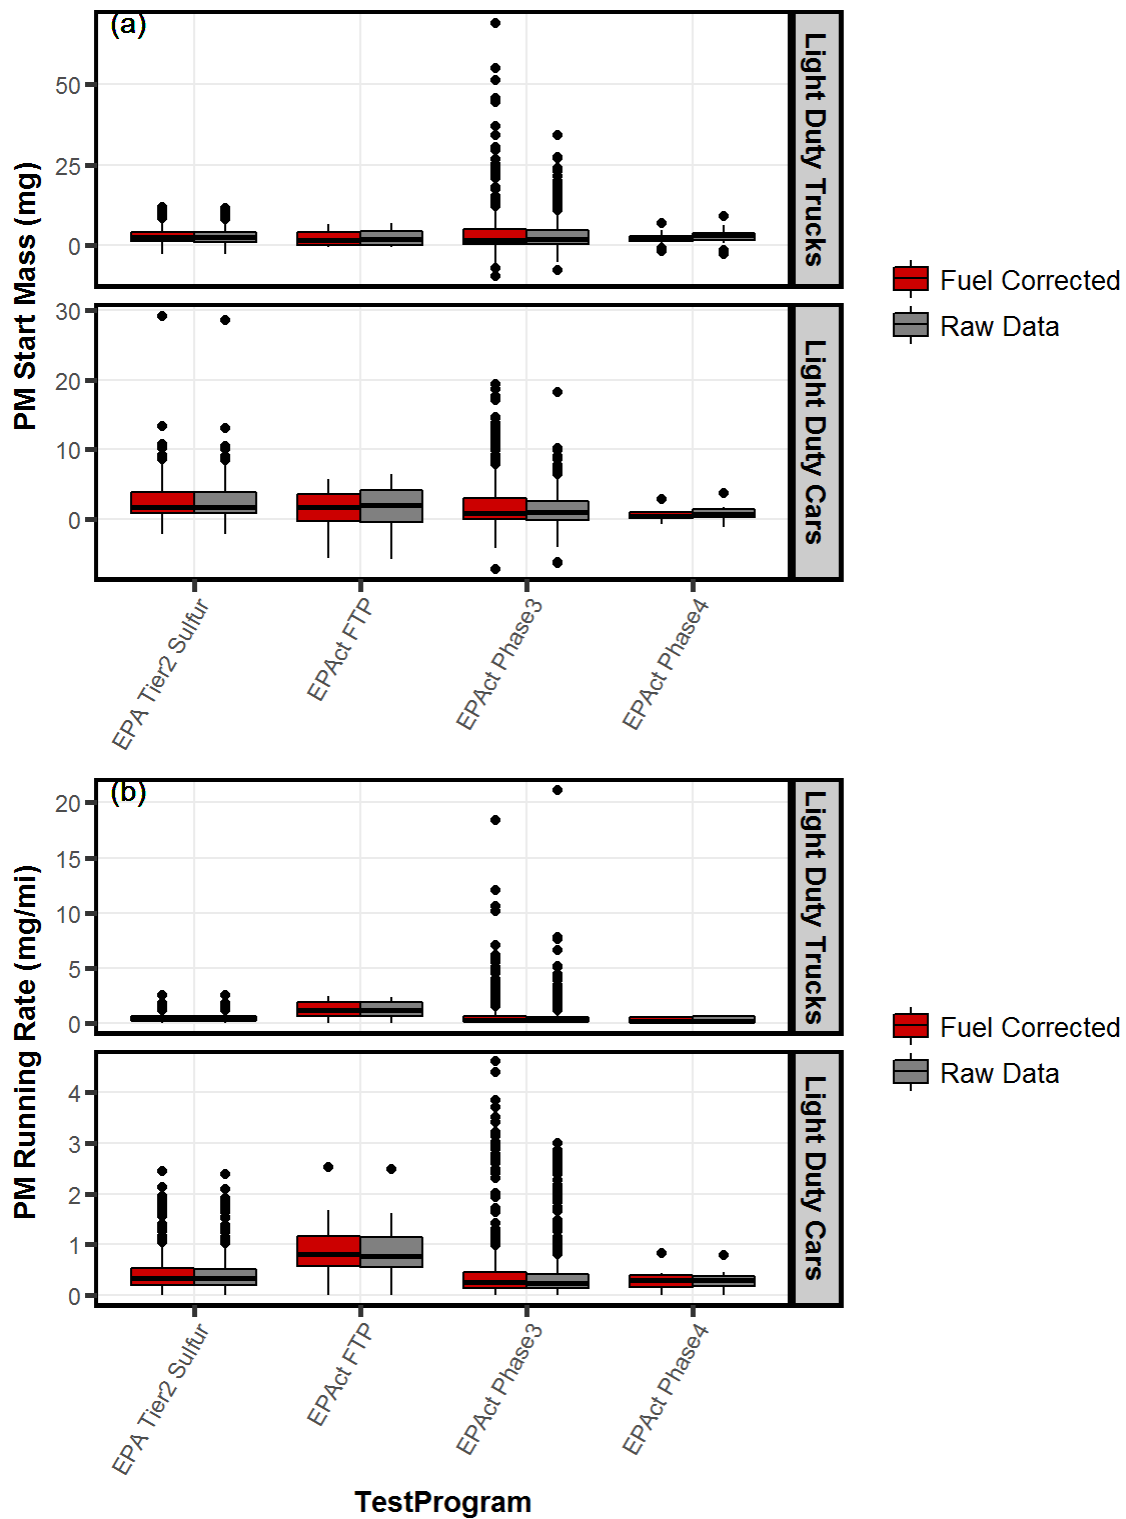 (a)
PM Start Mass (mg)
50
25
0
Light Duty Trucks
30
20
10
0
Light Duty Cars
Fuel Corrected
Raw Data
EPA Tier2 Sulfur
EPAct FTP
EPAct Phase3
EPAct Phase4
(b)
PM Running Rate (mg/mi)
20
15
10
5
0
Light Duty Trucks
4
3
2
1
0
Light Duty Cars
Fuel Corrected
Raw Data
EPA Tier2 Sulfur
EPAct FTP
EPAct Phase3
EPAct Phase4
TestProgram